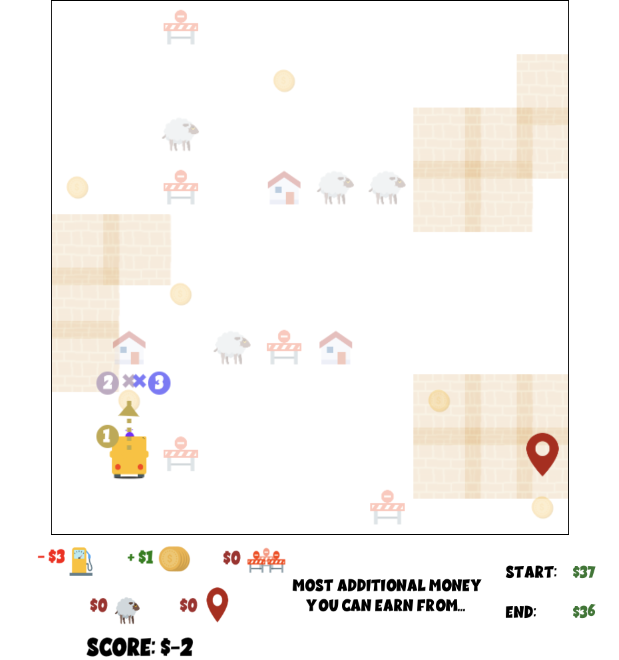 2 3
1
- $3 + $1 $0
$0 $0
SCORE: $-2
MOST ADDITIONAL MONEY
YOU CAN EARN FROM...
START: $37
END: $36